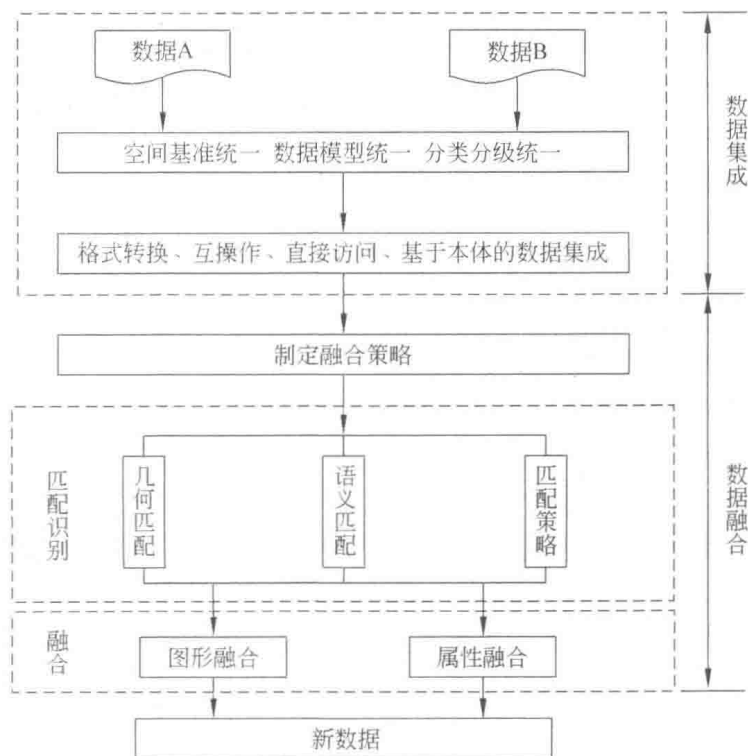 数据A
数据B
空间基准统一 数据模型统一 分类分级统一
格式转换、互操作、直接访问、基于本体的数据集成
数据集成
制定融合策略
匹配识别
几何匹配
语义匹配
匹配策略
数据融合
融合
图形融合
属性融合
新数据